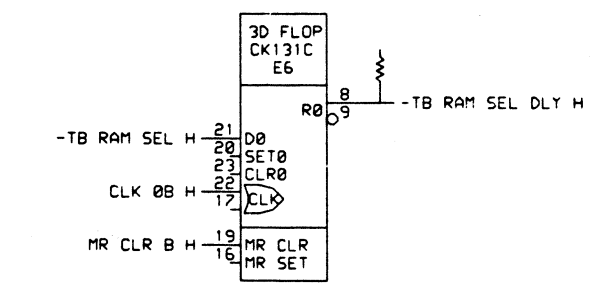 3D FLOP
CK131C
E6
8
R0
-TB RAM SEL DLY H
9
-TB RAM SEL H
21
D0
20
SET0
23
CLR0
CLK 0B H
22
CLK
17
MR CLR B H
19
MR CLR
16
MR SET